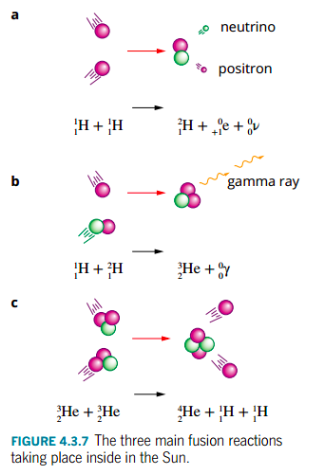 a
neutrino
positron
¹₁H + ¹₁H ²₁H + ⁰₊₁e + ⁰₀ν
b
gamma ray
¹₁H + ²₁H ³₂He + ⁰₀γ
c
³₂He + ³₂He ⁴₂He + ¹₁H + ¹₁H
FIGURE 4.3.7 The three main fusion reactions
taking place inside in the Sun.